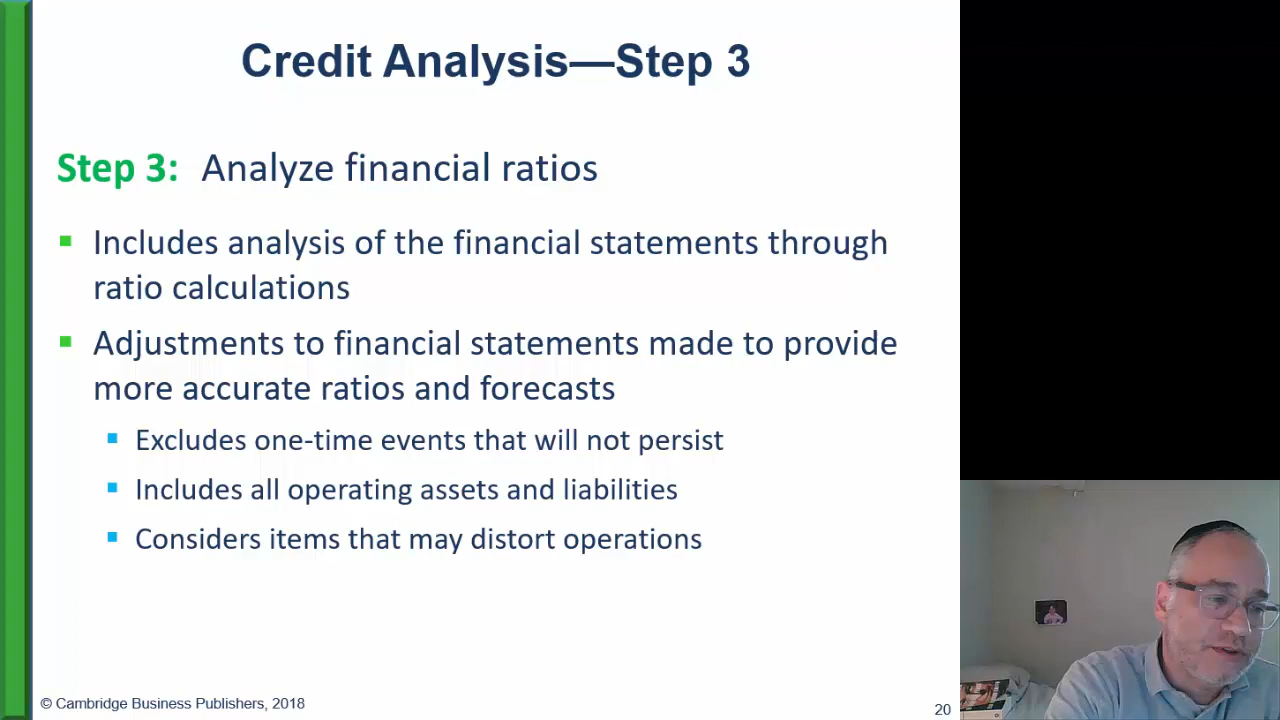 Credit Analysis—Step 3
Step 3: Analyze financial ratios
Includes analysis of the financial statements through
ratio calculations
Adjustments to financial statements made to provide
more accurate ratios and forecasts
Excludes one-time events that will not persist
Includes all operating assets and liabilities
Considers items that may distort operations
© Cambridge Business Publishers, 2018
20